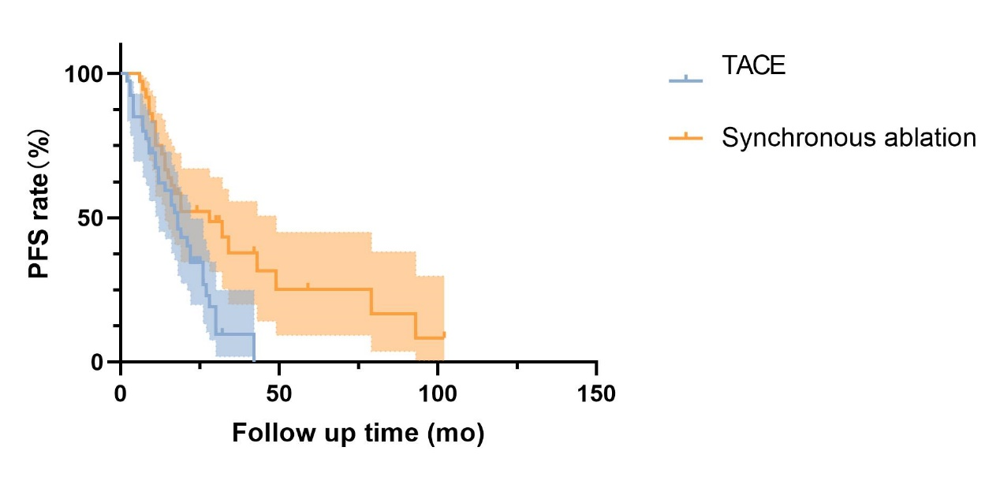 TACE
Synchronous ablation
PFS rate(%)
100
50
0
0 50 100 150
Follow up time (mo)